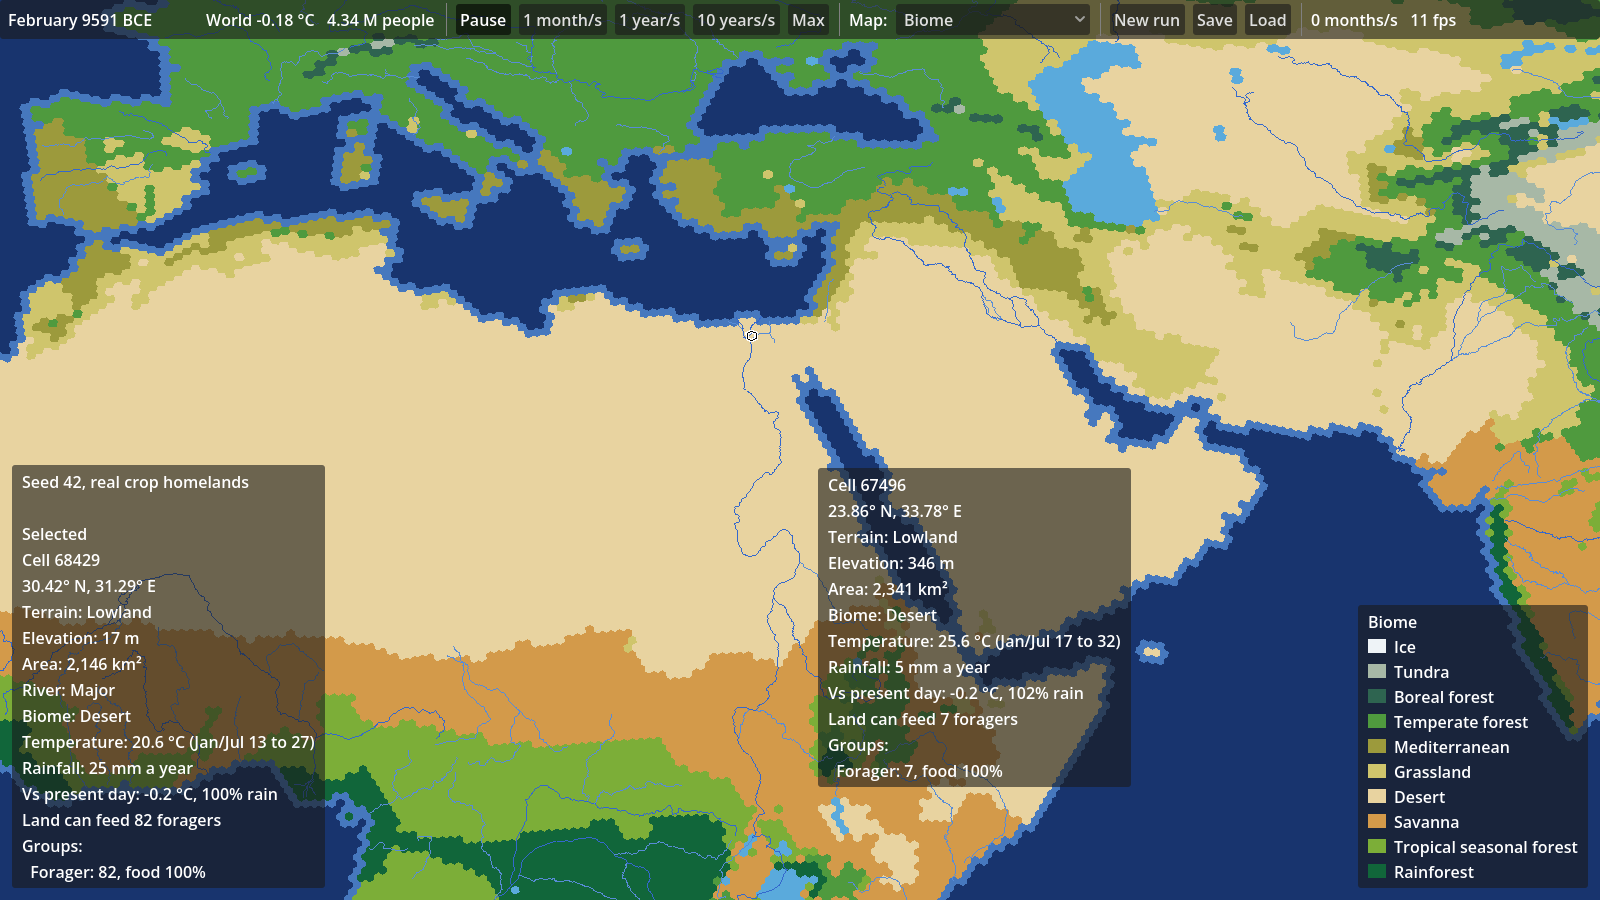 February 9591 BCE
World -0.18 °C
4.34 M people
Pause
1 month/s
1 year/s
10 years/s
Max
Map:
Biome
New run
Save
Load
0 months/s
11 fps
Seed 42, real crop homelands
Selected
Cell 68429
30.42° N, 31.29° E
Terrain: Lowland
Elevation: 17 m
Area: 2,146 km²
River: Major
Biome: Desert
Temperature: 20.6 °C (Jan/Jul 13 to 27)
Rainfall: 25 mm a year
Vs present day: -0.2 °C, 100% rain
Land can feed 82 foragers
Groups:
Forager: 82, food 100%
Cell 67496
23.86° N, 33.78° E
Terrain: Lowland
Elevation: 346 m
Area: 2,341 km²
Biome: Desert
Temperature: 25.6 °C (Jan/Jul 17 to 32)
Rainfall: 5 mm a year
Vs present day: -0.2 °C, 102% rain
Land can feed 7 foragers
Groups:
Forager: 7, food 100%
Biome
Ice
Tundra
Boreal forest
Temperate forest
Mediterranean
Grassland
Desert
Savanna
Tropical seasonal forest
Rainforest